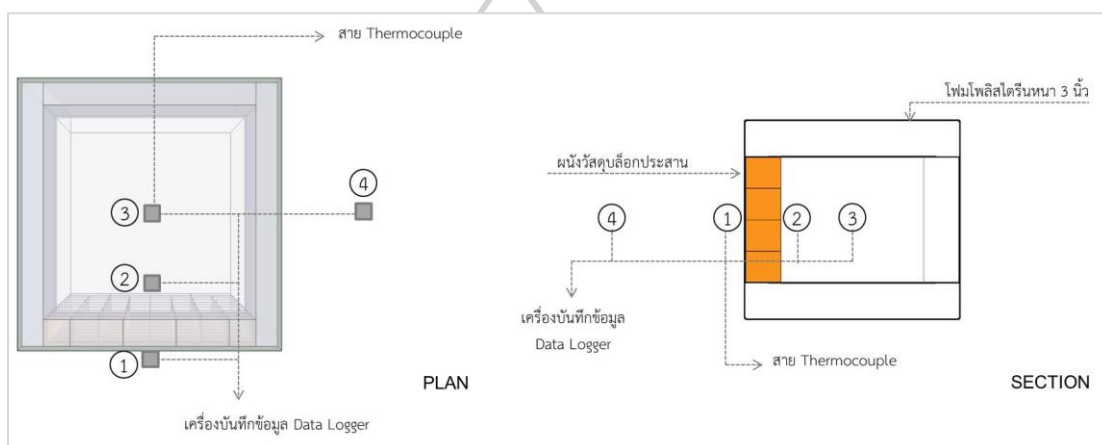 สาย Thermocouple
④
③
②
①
PLAN
เครื่องบันทึกข้อมูล Data Logger
โฟมโพลิสไตรีนหนา 3 นิ้ว
ผนังวัสดุบล็อกประสาน
④ ① ② ③
เครื่องบันทึกข้อมูล
Data Logger
สาย Thermocouple
SECTION